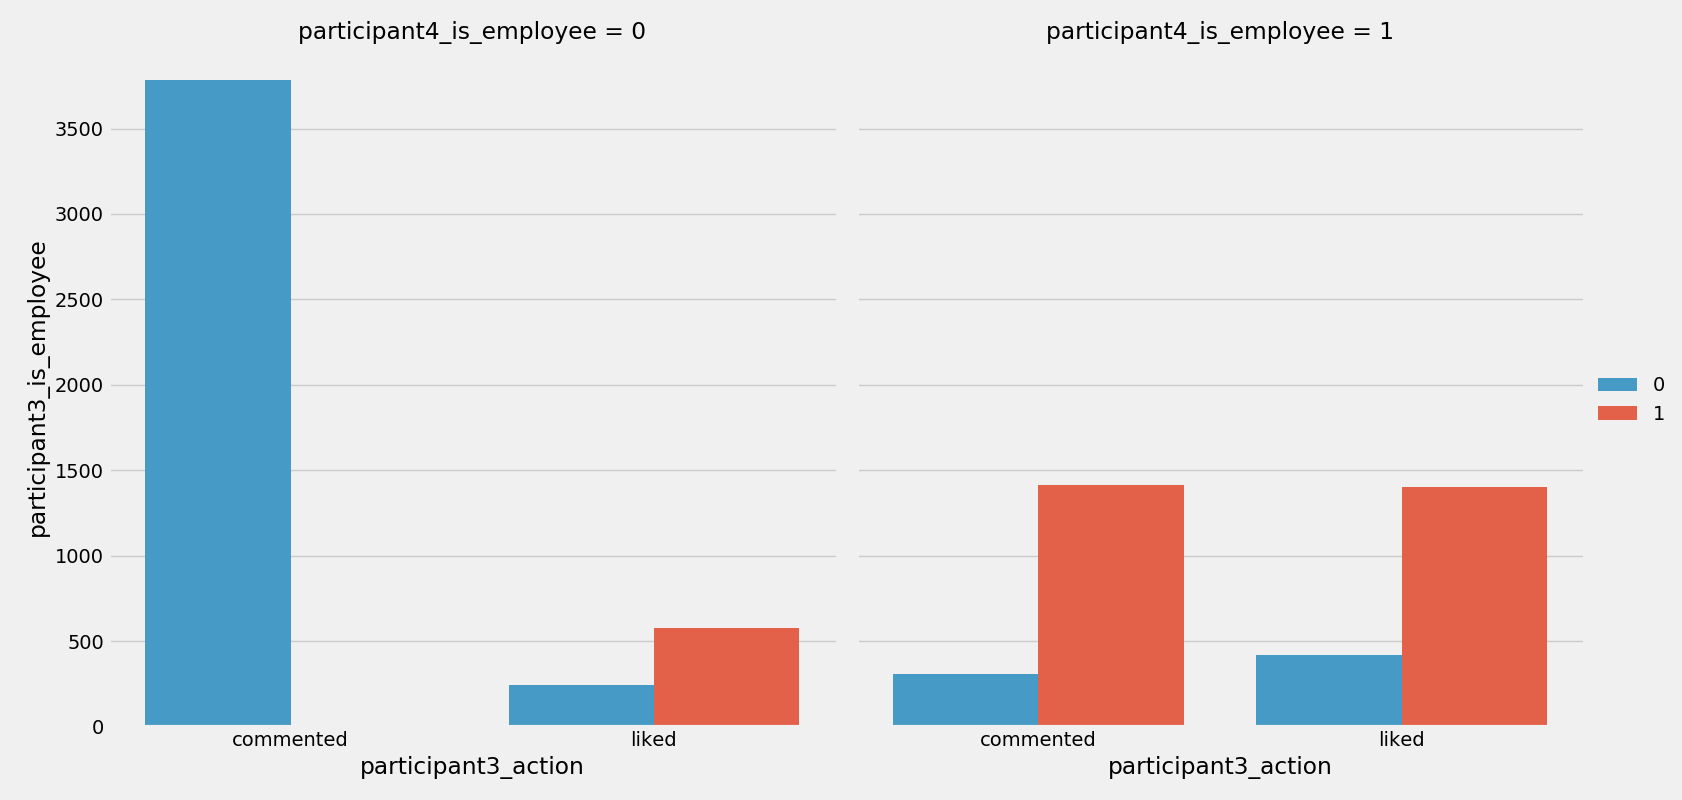 participant4_is_employee = 0
participant4_is_employee = 1
participant3_is_employee
3500
3000
2500
2000
1500
1000
500
0
commented
liked
commented
liked
participant3_action
participant3_action
0
1